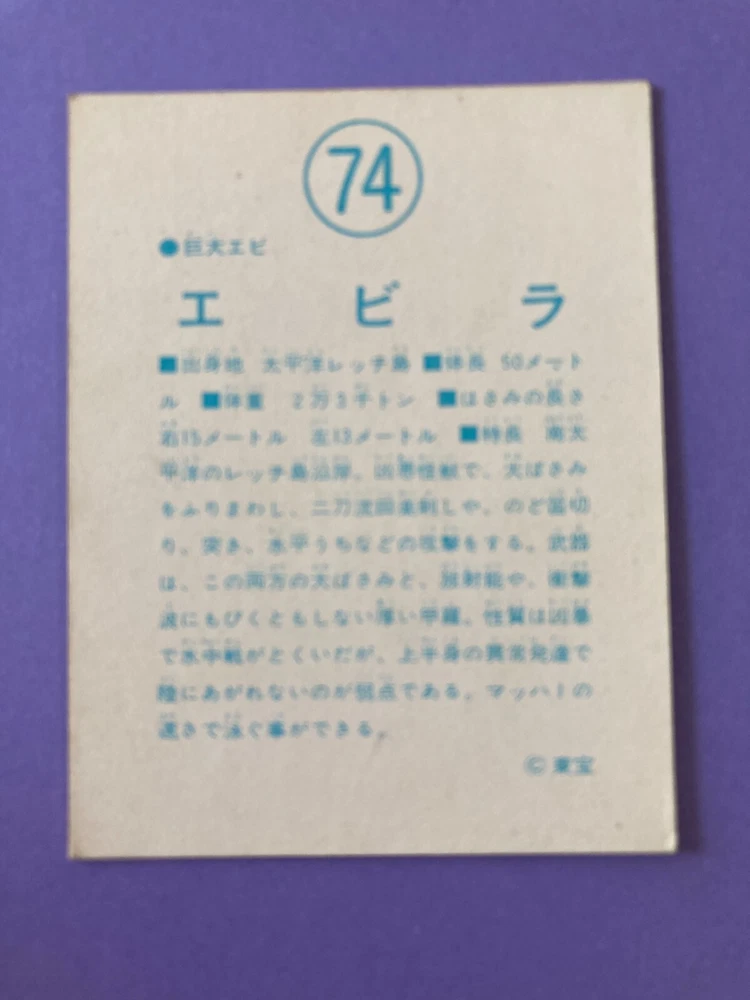 74
●巨大エビ
エビラ
■出身地 太平洋レッチ島 ■体長 50メート
ル ■体重 2万3千トン ■はさみの長さ
右15メートル 左13メートル ■特長 南太
平洋のレッチ島沿岸。凶悪怪獣で、大ばさみ
をふりまわし、二刀流回楽刺しや、のど笛切
り、突き、水平うちなどの攻撃をする。武器
は、この両方の大ばさみと、放射能や、衝撃
波にもびくともしない厚い甲羅。性質は凶暴
で水中戦がとくいだが、上半身の異常発達で
陸にあがれないのが弱点である。マッハ1の
速さで泳ぐ事ができる。
© 東宝